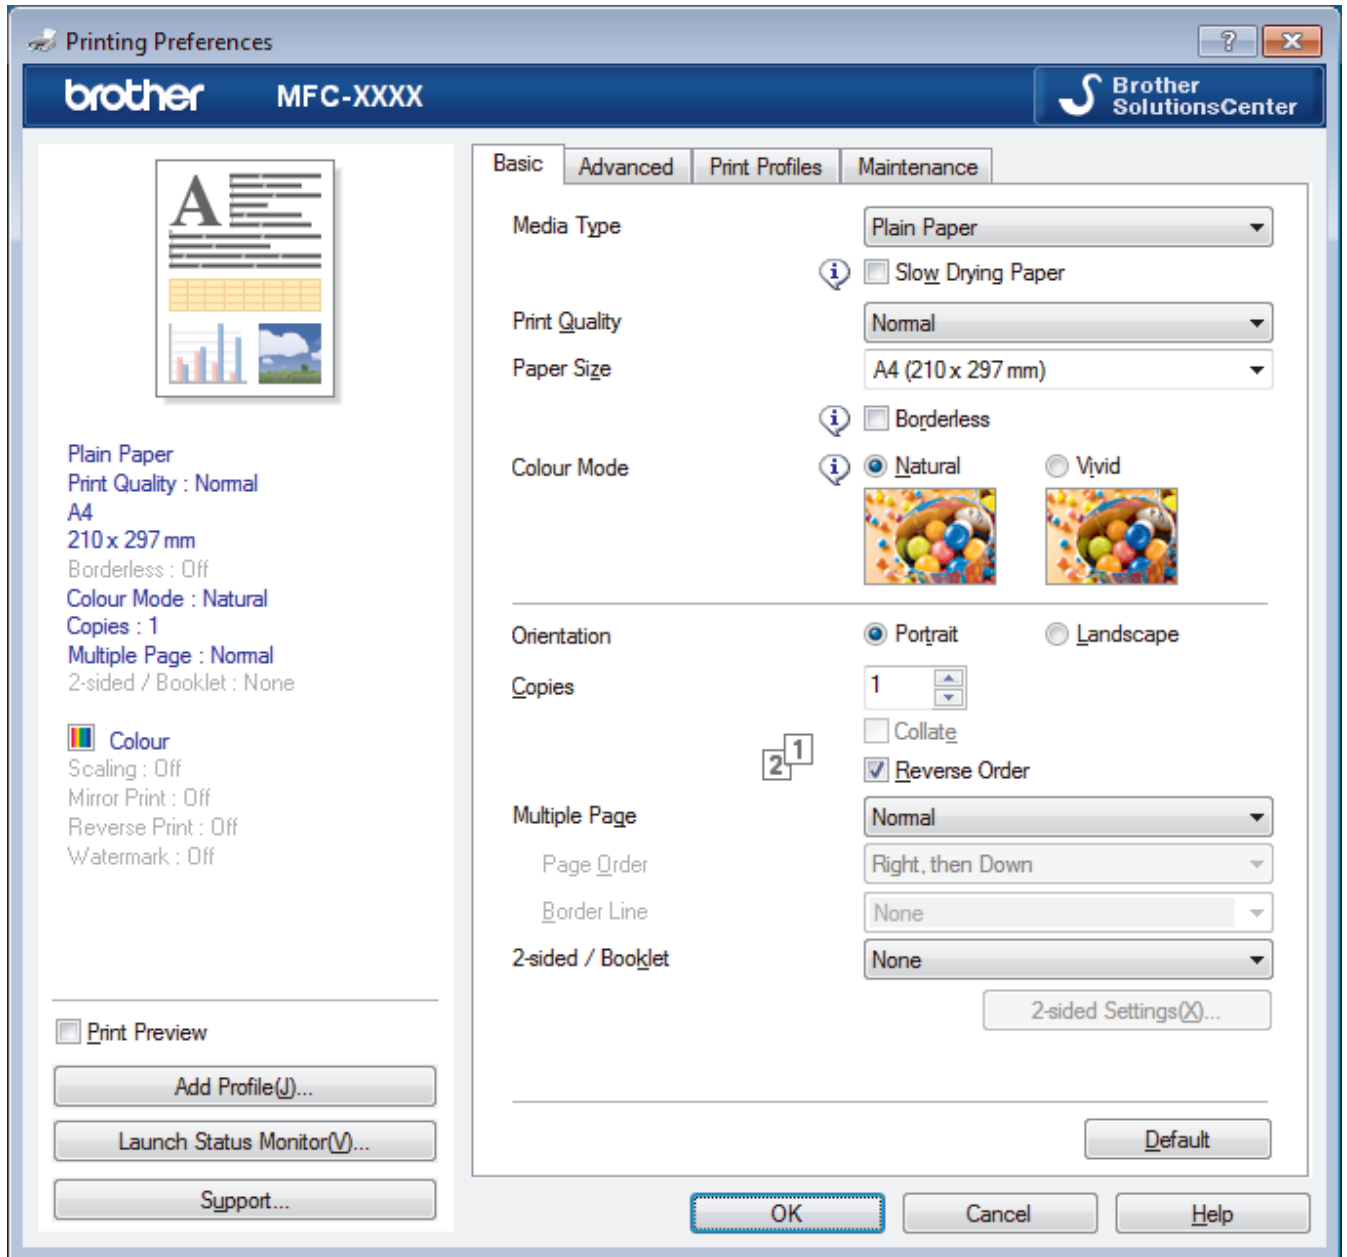 Printing Preferences
brother MFC-XXXX Brother
SolutionsCenter
A
Plain Paper
Print Quality : Normal
A4
210 x 297 mm
Borderless : Off
Colour Mode : Natural
Copies : 1
Multiple Page : Normal
2-sided / Booklet : None
Colour
Scaling : Off
Mirror Print : Off
Reverse Print : Off
Watermark : Off
Print Preview
Add Profile(J)...
Launch Status Monitor(V)...
Support...
Basic Advanced Print Profiles Maintenance
Media Type Plain Paper
Slow Drying Paper
Print Quality Normal
Paper Size A4 (210 x 297 mm)
Borderless
Colour Mode Natural Vivid
Orientation Portrait Landscape
Copies 1
Collate
2 1
Reverse Order
Multiple Page Normal
Page Order Right, then Down
Border Line None
2-sided / Booklet None
2-sided Settings(X)...
Default
OK Cancel Help